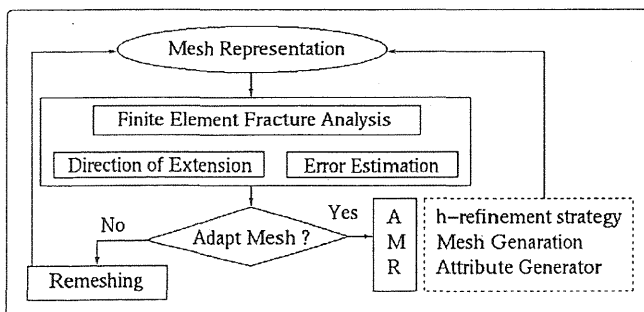 Mesh Representation
Finite Element Fracture Analysis
Direction of Extension
Error Estimation
No
Adapt Mesh ?
Yes
A
h-refinement strategy
M
Mesh Genaration
R
Attribute Generator
Remeshing